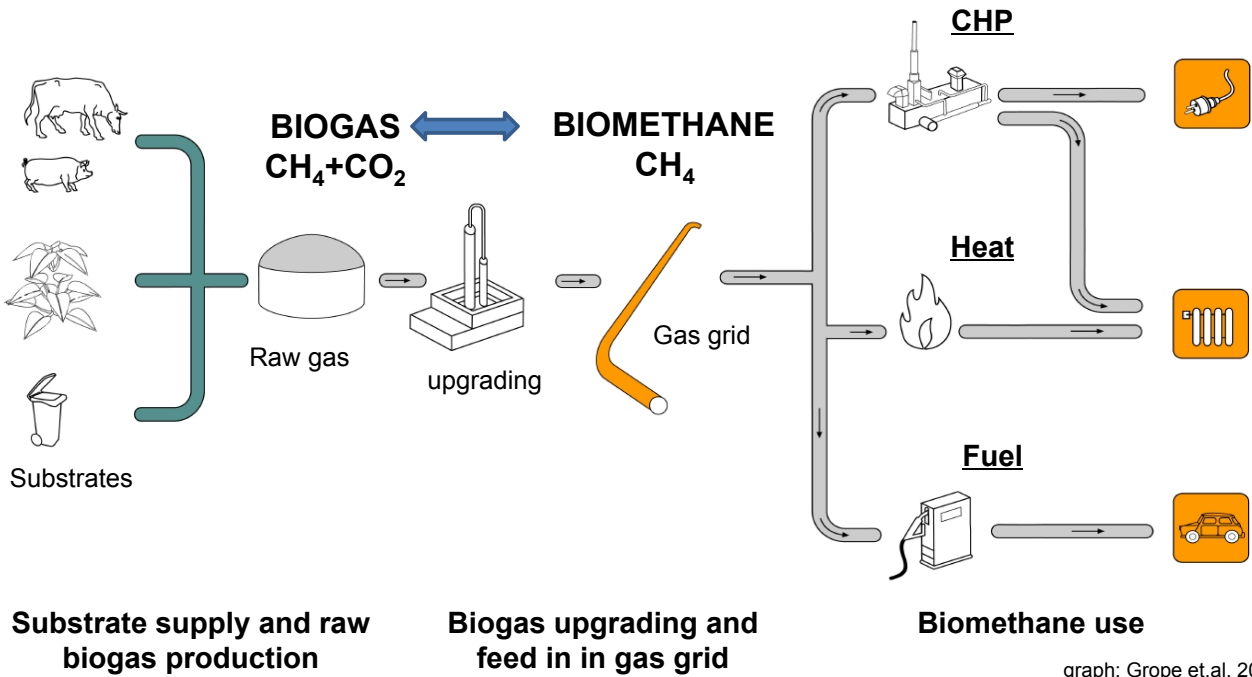 CHP
BIOGAS
CH₄+CO₂
BIOMETHANE
CH₄
Heat
Raw gas
upgrading
Gas grid
Substrates
Fuel
Substrate supply and raw
biogas production
Biogas upgrading and
feed in in gas grid
Biomethane use
graph: Grope et.al. 20